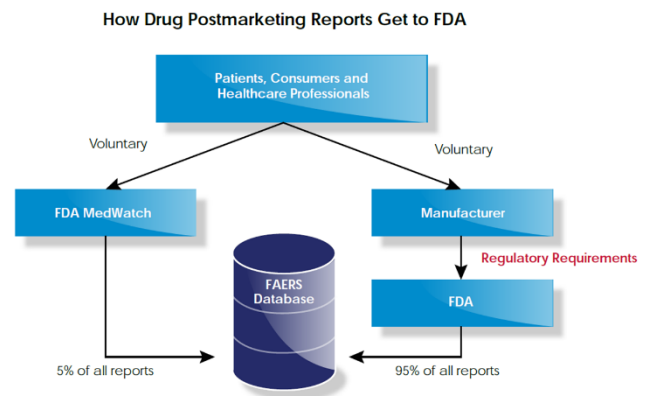 How Drug Postmarketing Reports Get to FDA
Patients, Consumers and
Healthcare Professionals
Voluntary
Voluntary
FDA MedWatch
Manufacturer
Regulatory Requirements
FAERS
Database
FDA
5% of all reports
95% of all reports